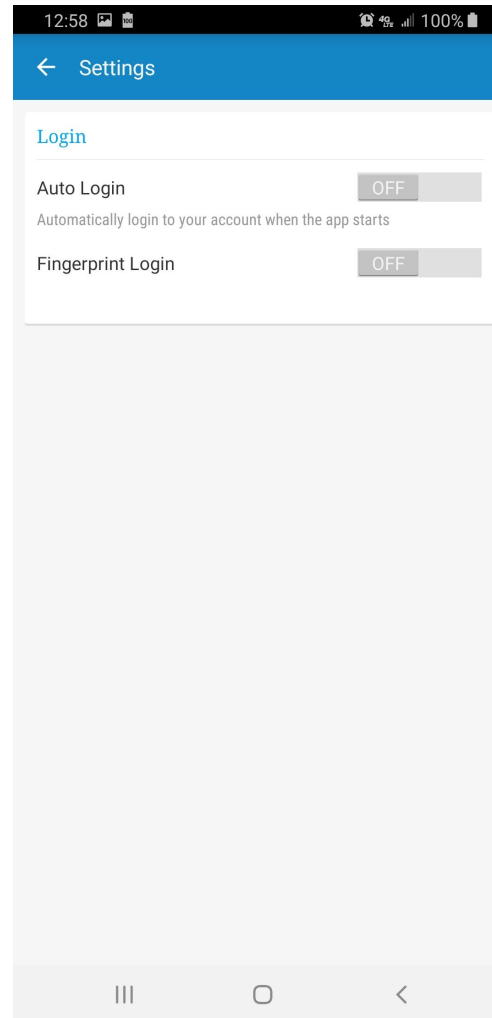 12:58 100%
Settings
Login
Auto Login OFF
Automatically login to your account when the app starts
Fingerprint Login OFF